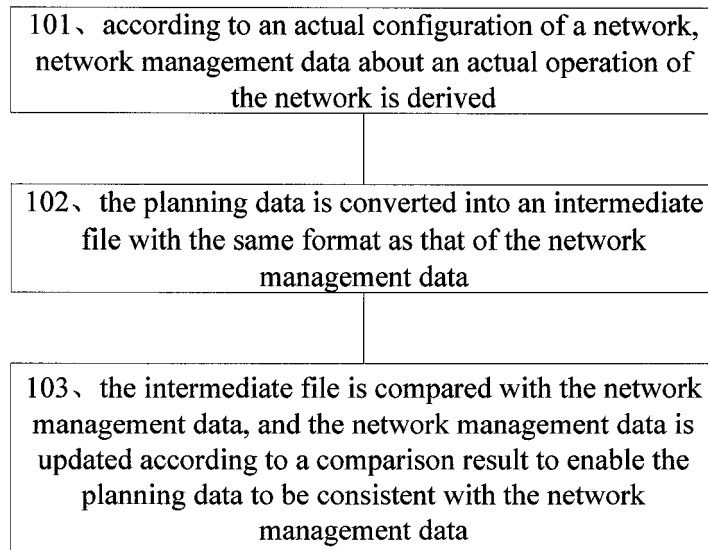 101、according to an actual configuration of a network,
network management data about an actual operation of
the network is derived
102、the planning data is converted into an intermediate
file with the same format as that of the network
management data
103、the intermediate file is compared with the network
management data, and the network management data is
updated according to a comparison result to enable the
planning data to be consistent with the network
management data